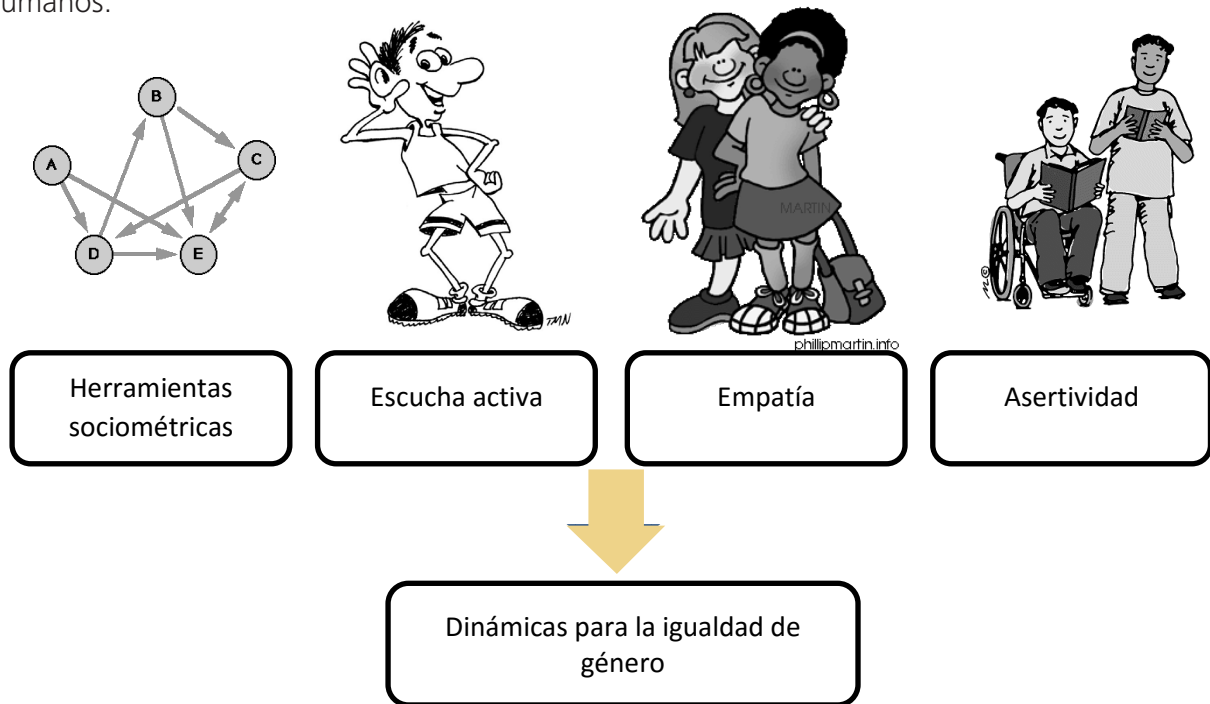 umanos.
B
A
C
D
E
MARTIN
TMN
phillipmartin.info
Herramientas
sociométricas
Escucha activa
Empatía
Asertividad
Dinámicas para la igualdad de
género